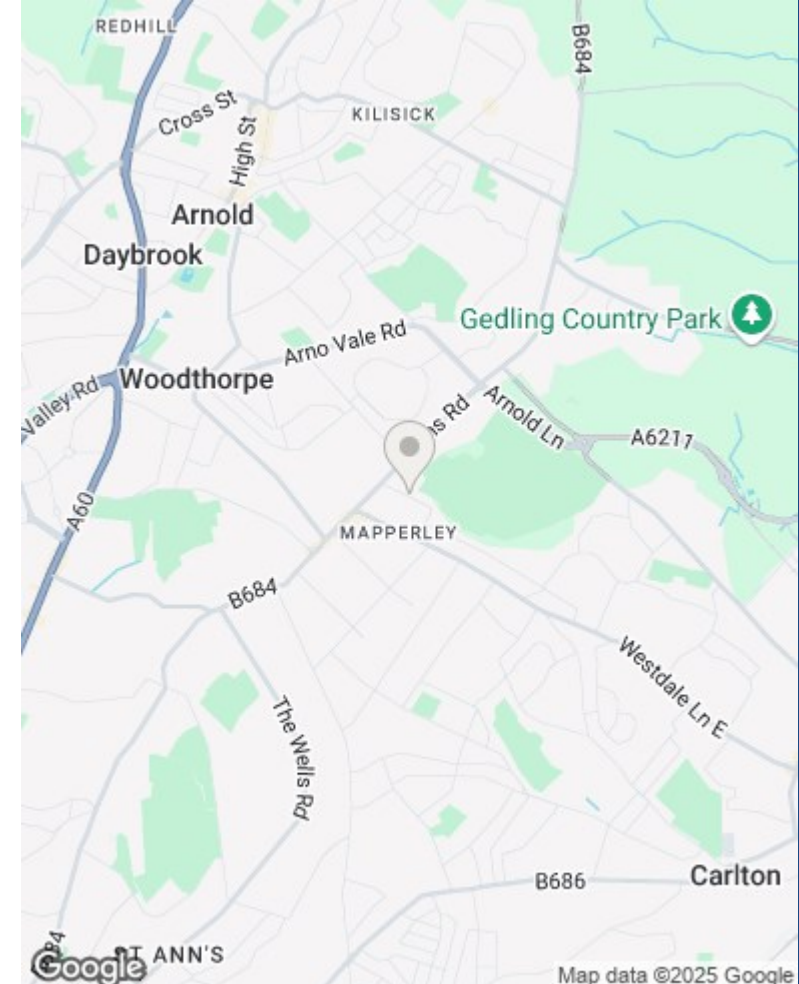 REDHILL
B684
Cross St
KILISICK
High St
Arnold
Daybrook
Gedling Country Park
Arno Vale Rd
Woodthorpe
Valley Rd
Arnold Ln
A6211
A60
MAPPERLEY
B684
Westdale Ln E
The Wells Rd
Carlton
B686
ANN'S
Google
Map data ©2025 Google